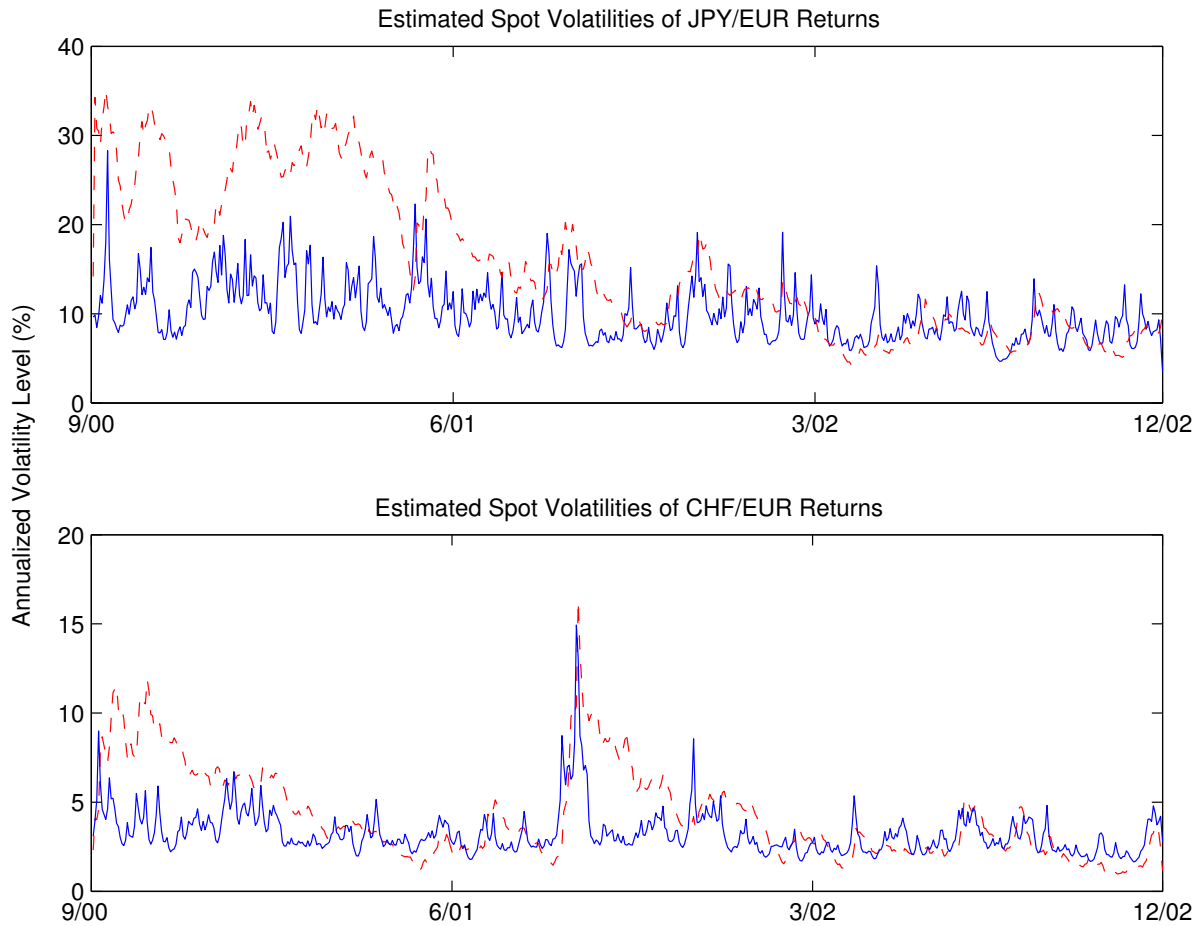 Estimated Spot Volatilities of JPY/EUR Returns
40
30
20
10
0
9/00 6/01 3/02 12/02
Annualized Volatility Level (%)
Estimated Spot Volatilities of CHF/EUR Returns
20
15
10
5
0
9/00 6/01 3/02 12/02